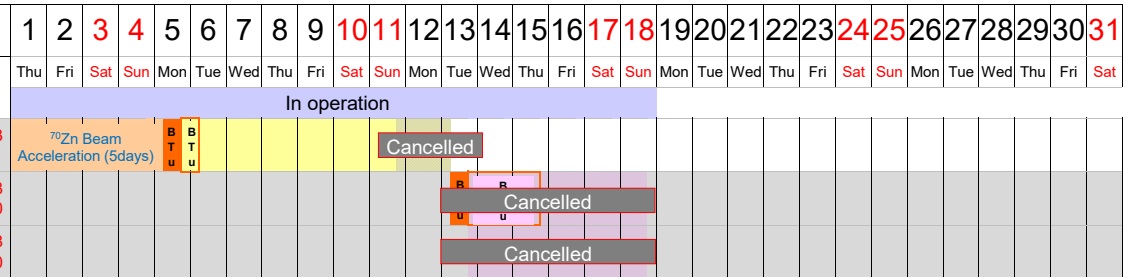 1 2 3 4 5 6 7 8 9 10 11 12 13 14 15 16 17 18 19 20 21 22 23 24 25 26 27 28 29 30 31
Thu Fri Sat Sun Mon Tue Wed Thu Fri Sat Sun Mon Tue Wed Thu Fri Sat Sun Mon Tue Wed Thu Fri Sat Sun Mon Tue Wed Thu Fri Sat
In operation
⁷⁰Zn Beam
Acceleration (5days)
B
T
u
B
T
u
Cancelled
B
u
B
u
Cancelled
Cancelled